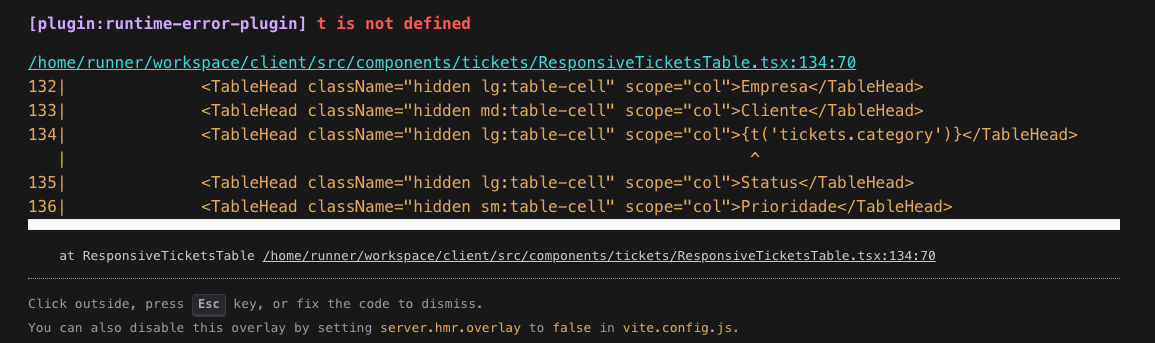 [plugin:runtime-error-plugin] t is not defined
/home/runner/workspace/client/src/components/tickets/ResponsiveTicketsTable.tsx:134:70
132|              <TableHead className="hidden lg:table-cell" scope="col">Empresa</TableHead>
133|              <TableHead className="hidden md:table-cell" scope="col">Cliente</TableHead>
134|              <TableHead className="hidden lg:table-cell" scope="col">{t('tickets.category')}</TableHead>
   |                                                                       ^
135|              <TableHead className="hidden lg:table-cell" scope="col">Status</TableHead>
136|              <TableHead className="hidden sm:table-cell" scope="col">Prioridade</TableHead>
at ResponsiveTicketsTable /home/runner/workspace/client/src/components/tickets/ResponsiveTicketsTable.tsx:134:70
Click outside, press Esc key, or fix the code to dismiss.
You can also disable this overlay by setting server.hmr.overlay to false in vite.config.js.